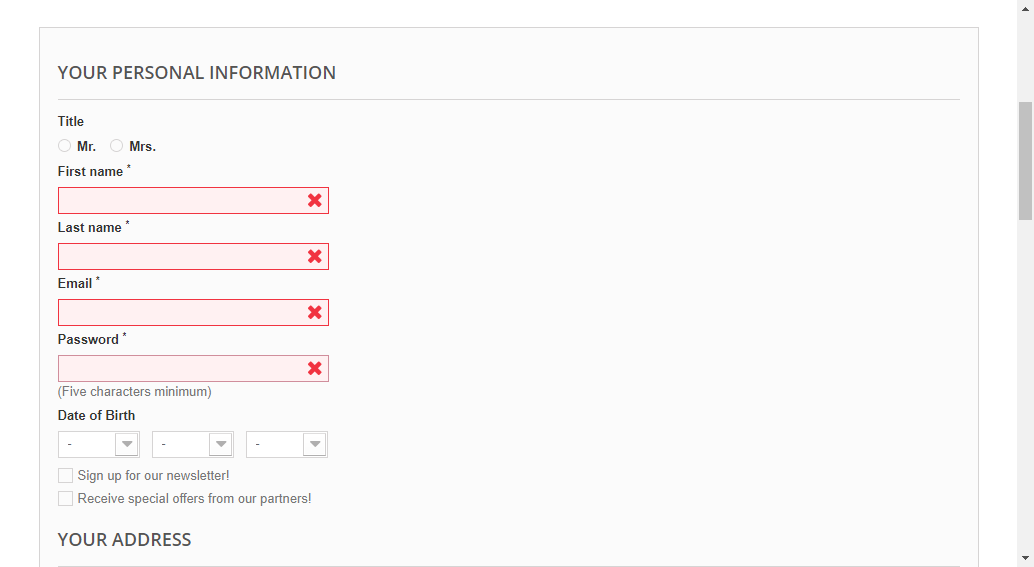 YOUR PERSONAL INFORMATION
Title
Mr. Mrs.
First name *
Last name *
Email *
Password *
(Five characters minimum)
Date of Birth
- - -
Sign up for our newsletter!
Receive special offers from our partners!
YOUR ADDRESS